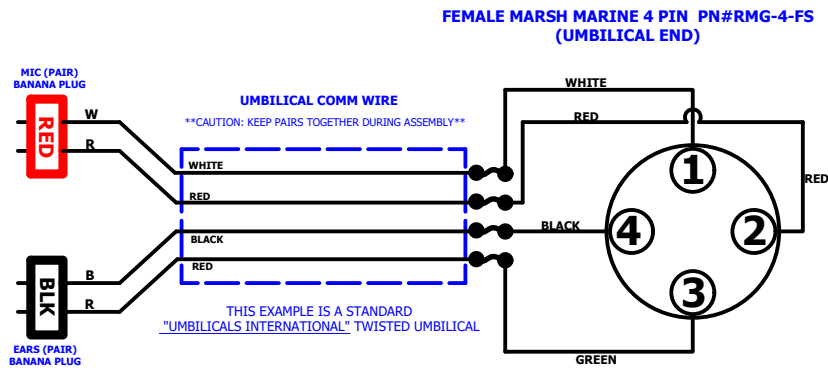 FEMALE MARSH MARINE 4 PIN  PN#RMG-4-FS
(UMBILICAL END)
MIC (PAIR)
BANANA PLUG
RED
W
R
UMBILICAL COMM WIRE
**CAUTION: KEEP PAIRS TOGETHER DURING ASSEMBLY**
WHITE
RED
BLACK
RED
WHITE
RED
RED
BLACK
GREEN
1
2
3
4
BLK
B
R
EARS (PAIR)
BANANA PLUG
THIS EXAMPLE IS A STANDARD
"UMBILICALS INTERNATIONAL" TWISTED UMBILICAL